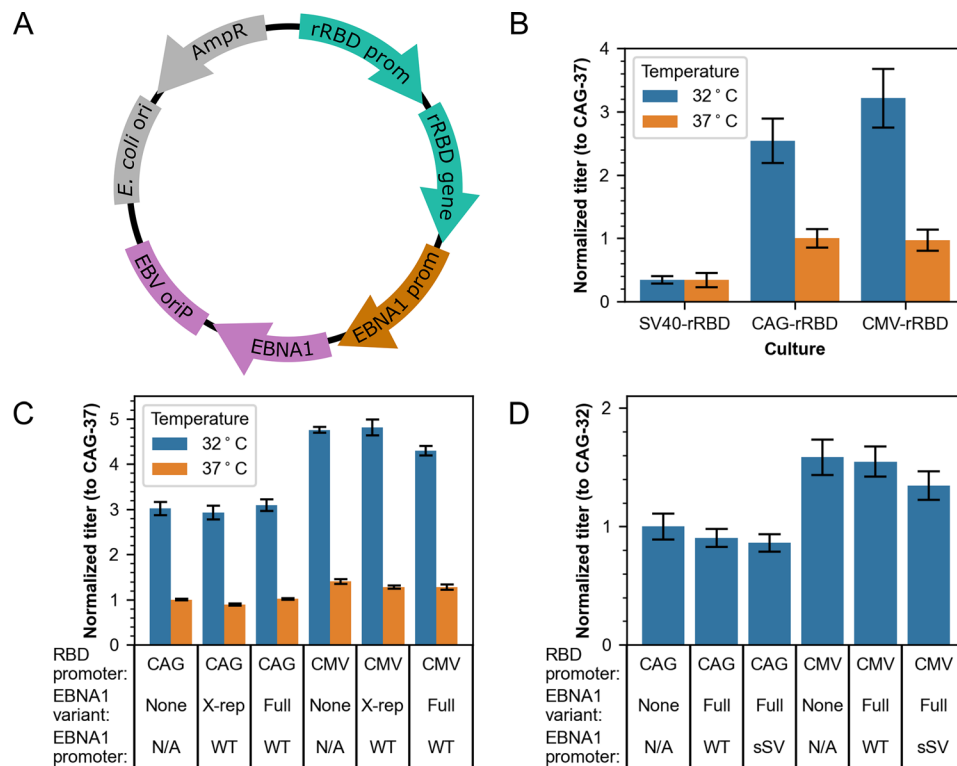 A
AmpR
rRBD prom
rRBD gene
EBNA1 prom
EBNA1
EBV oriP
E. coli ori
B
Normalized titer (to CAG-37)
4
3
2
1
0
Temperature
32°C
37°C
SV40-rRBD CAG-rRBD CMV-rRBD
Culture
C
Normalized titer (to CAG-37)
5
4
3
2
1
0
Temperature
32°C
37°C
RBD promoter: CAG CAG CAG CMV CMV CMV
EBNA1 variant: None X-rep Full None X-rep Full
EBNA1 promoter: N/A WT WT N/A WT WT
D
Normalized titer (to CAG-32)
2
1
0
RBD promoter: CAG CAG CAG CMV CMV CMV
EBNA1 variant: None Full Full None Full Full
EBNA1 promoter: N/A WT sSV N/A WT sSV